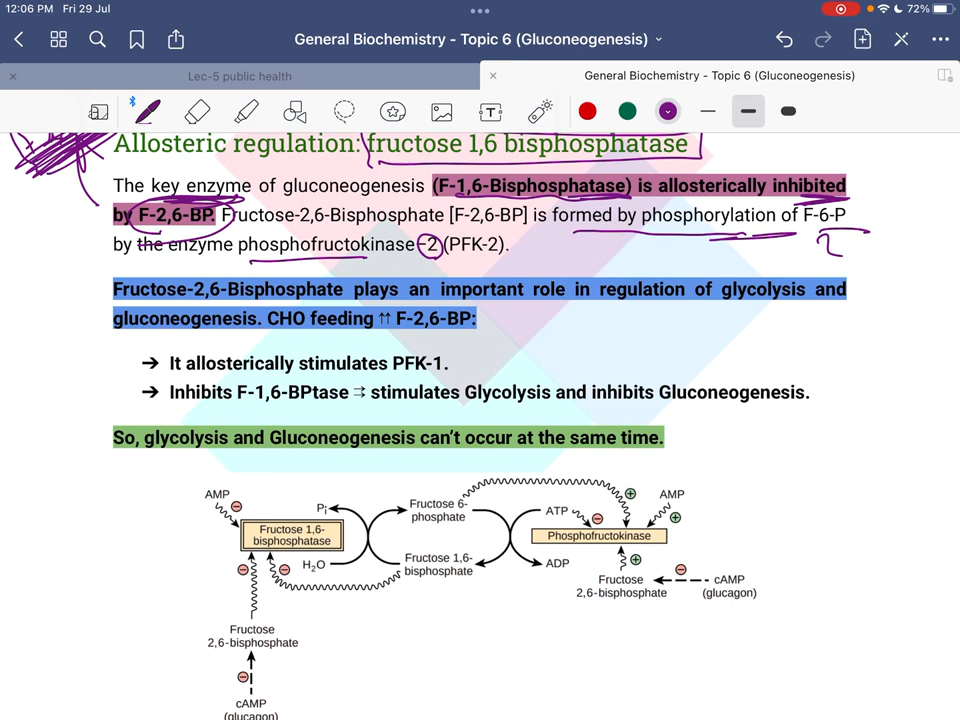 12:06 PM Fri 29 Jul
72%
General Biochemistry - Topic 6 (Gluconeogenesis)
Lec-5 public health
General Biochemistry - Topic 6 (Gluconeogenesis)
Allosteric regulation: fructose 1,6 bisphosphatase
The key enzyme of gluconeogenesis (F-1,6-Bisphosphatase) is allosterically inhibited
by F-2,6-BP. Fructose-2,6-Bisphosphate [F-2,6-BP] is formed by phosphorylation of F-6-P
by the enzyme phosphofructokinase-2 (PFK-2).
2
Fructose-2,6-Bisphosphate plays an important role in regulation of glycolysis and
gluconeogenesis. CHO feeding ↑↑ F-2,6-BP:
➔ It allosterically stimulates PFK-1.
➔ Inhibits F-1,6-BPtase ⇉ stimulates Glycolysis and inhibits Gluconeogenesis.
So, glycolysis and Gluconeogenesis can't occur at the same time.
AMP
Pi
Fructose 6-
phosphate
ATP
AMP
Fructose 1,6-
bisphosphatase
Phosphofructokinase
H₂O
Fructose 1,6-
bisphosphate
ADP
Fructose
2,6-bisphosphate
cAMP
(glucagon)
Fructose
2,6-bisphosphate
cAMP
(glucagon)